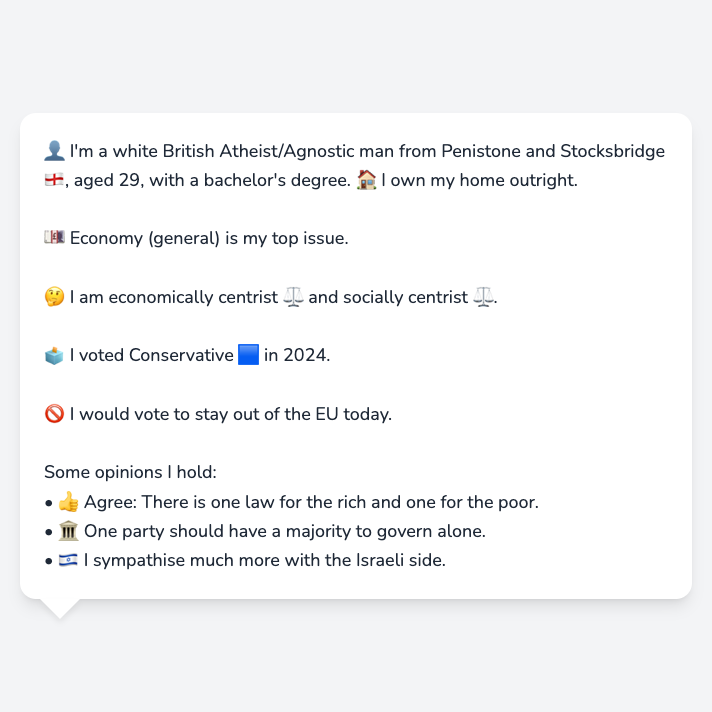 👤 I'm a white British Atheist/Agnostic man from Penistone and Stocksbridge
🏴󠁧󠁢󠁥󠁮󠁧󠁿, aged 29, with a bachelor's degree. 🏠 I own my home outright.
💷 Economy (general) is my top issue.
🤔 I am economically centrist ⚖️ and socially centrist ⚖️.
🗳️ I voted Conservative 🟦 in 2024.
🚫 I would vote to stay out of the EU today.
Some opinions I hold:
• 👍 Agree: There is one law for the rich and one for the poor.
• 🏛️ One party should have a majority to govern alone.
• 🇮🇱 I sympathise much more with the Israeli side.